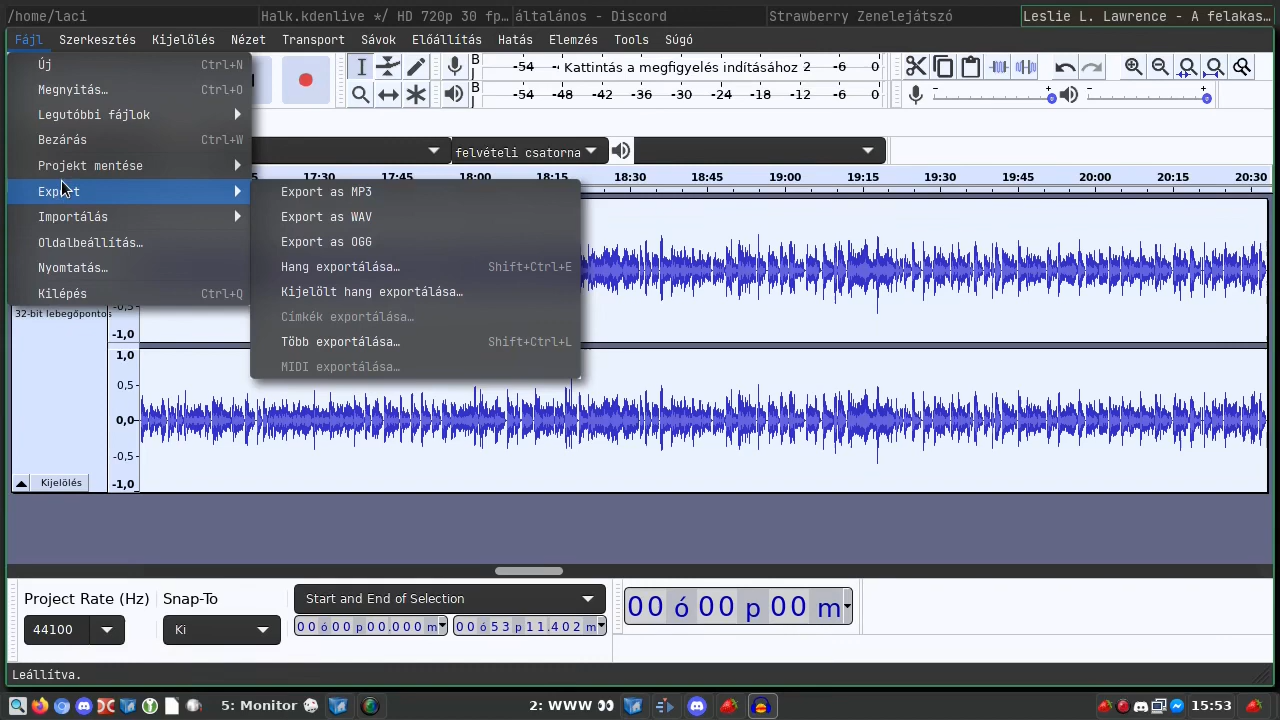 /home/laci
Halk.kdenlive */ HD 720p 30 fp…
általános - Discord
Strawberry Zenelejátszó
Leslie L. Lawrence - A felakas…
Fájl Szerkesztés Kijelölés Nézet Transport Sávok Előállítás Hatás Elemzés Tools Súgó
Új Ctrl+N
Megnyitás… Ctrl+O
Legutóbbi fájlok
Bezárás Ctrl+W
Projekt mentése
Export
Importálás
Oldalbeállítás…
Nyomtatás…
Kilépés Ctrl+Q
Export as MP3
Export as WAV
Export as OGG
Hang exportálása… Shift+Ctrl+E
Kijelölt hang exportálása…
Címkék exportálása…
Több exportálása… Shift+Ctrl+L
MIDI exportálása…
B
J
-54 Kattintás a megfigyelés indításához 2 -6 0
B
J
-54 -48 -42 -36 -30 -24 -18 -12 -6 0
felvételi csatorna
17:30 17:45 18:00 18:15 18:30 18:45 19:00 19:15 19:30 19:45 20:00 20:15 20:30
32-bit lebegőpontos
-0,5
-1,0
1,0
0,5
0,0
-0,5
-1,0
Kijelölés
Project Rate (Hz) Snap-To
44100
Ki
Start and End of Selection
00 ó 00 p 00.000 m
00 ó 53 p 11.402 m
00 ó 00 p 00 m
Leállítva.
5: Monitor
2: WWW
15:53